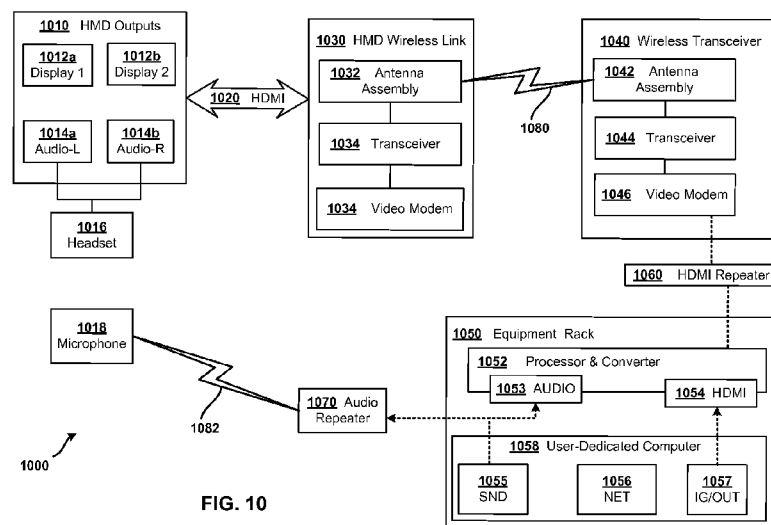 1010 HMD Outputs
1012a
Display 1
1012b
Display 2
1014a
Audio-L
1014b
Audio-R
1016
Headset
1020 HDMI
1030 HMD Wireless Link
1032 Antenna
Assembly
1034 Transceiver
1034 Video Modem
1080
1040 Wireless Transceiver
1042 Antenna
Assembly
1044 Transceiver
1046 Video Modem
1060 HDMI Repeater
1018
Microphone
1082
1070 Audio
Repeater
1050 Equipment Rack
1052 Processor & Converter
1053 AUDIO
1054 HDMI
1058 User-Dedicated Computer
1055
SND
1056
NET
1057
IG/OUT
1000
FIG. 10